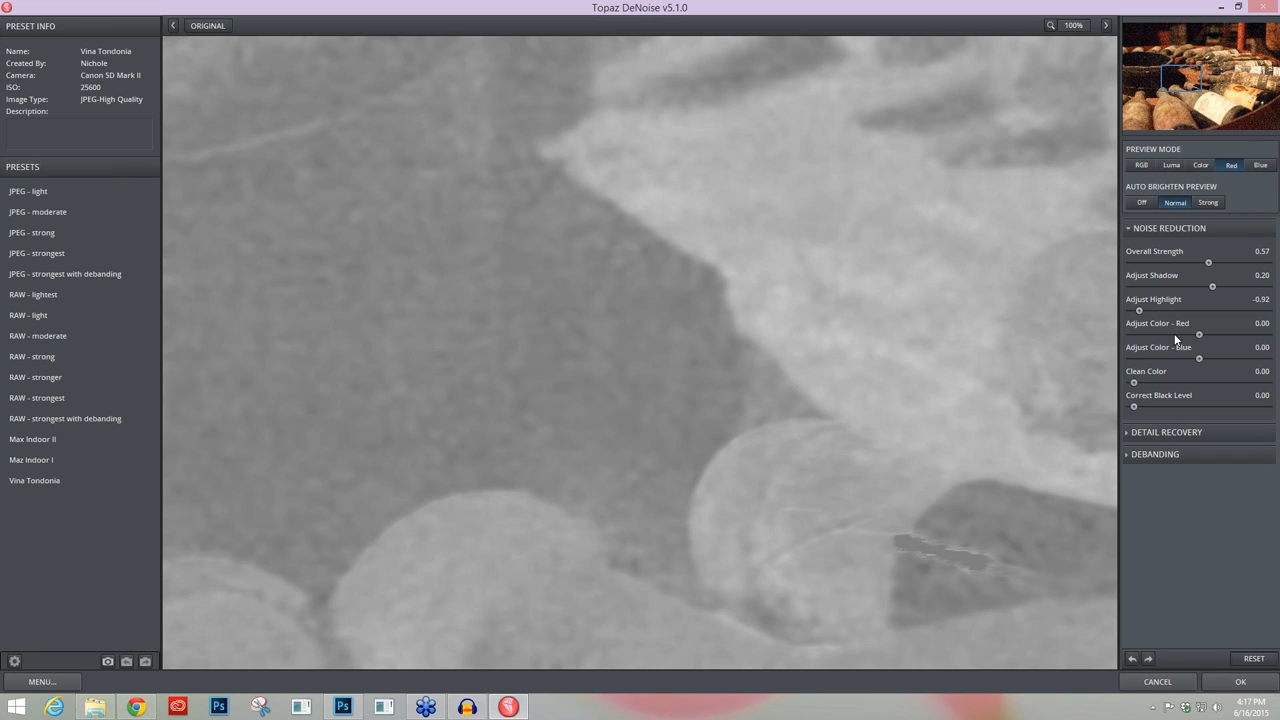 Topaz DeNoise v5.1.0
PRESET INFO
ORIGINAL
100%
Name: Vina Tondonia
Created By: Nichole
Camera: Canon 5D Mark II
ISO: 25600
Image Type: JPEG-High Quality
Description:
PRESETS
JPEG - light
JPEG - moderate
JPEG - strong
JPEG - strongest
JPEG - strongest with debanding
RAW - lightest
RAW - light
RAW - moderate
RAW - strong
RAW - stronger
RAW - strongest
RAW - strongest with debanding
Max Indoor II
Maz Indoor I
Vina Tondonia
MENU...
PREVIEW MODE
RGB Luma Color Red Blue
AUTO BRIGHTEN PREVIEW
Off Normal Strong
NOISE REDUCTION
Overall Strength 0.57
Adjust Shadow 0.20
Adjust Highlight -0.92
Adjust Color - Red 0.00
Adjust Color - Blue 0.00
Clean Color 0.00
Correct Black Level 0.00
DETAIL RECOVERY
DEBANDING
RESET
CANCEL OK
Ps Ps
4:17 PM
6/16/2015